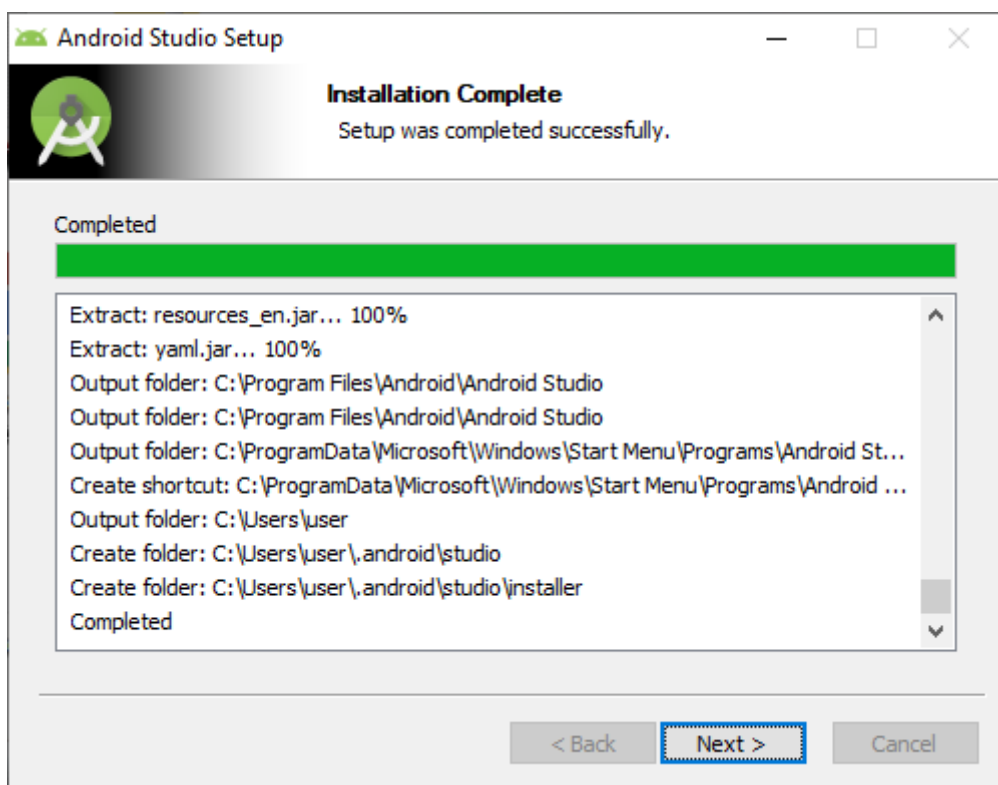 Android Studio Setup
Installation Complete
Setup was completed successfully.
Completed
Extract: resources_en.jar... 100%
Extract: yaml.jar... 100%
Output folder: C:\Program Files\Android\Android Studio
Output folder: C:\Program Files\Android\Android Studio
Output folder: C:\ProgramData\Microsoft\Windows\Start Menu\Programs\Android St...
Create shortcut: C:\ProgramData\Microsoft\Windows\Start Menu\Programs\Android ...
Output folder: C:\Users\user
Create folder: C:\Users\user\.android\studio
Create folder: C:\Users\user\.android\studio\installer
Completed
< Back Next > Cancel